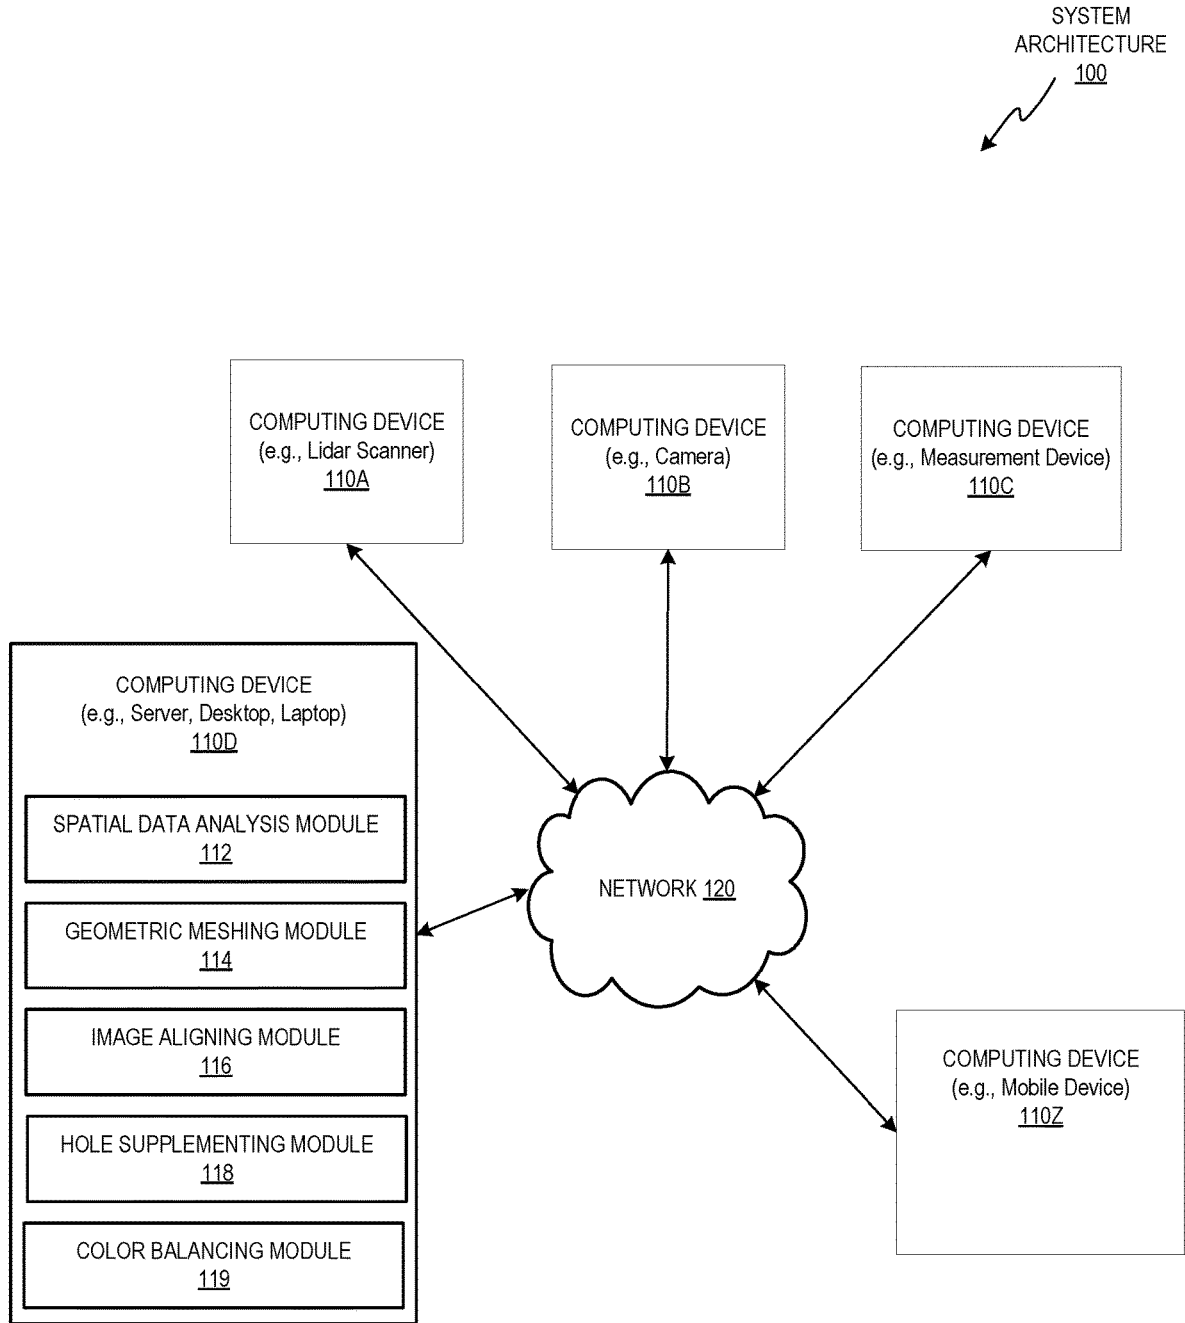 SYSTEM
ARCHITECTURE
100
COMPUTING DEVICE
(e.g., Lidar Scanner)
110A
COMPUTING DEVICE
(e.g., Camera)
110B
COMPUTING DEVICE
(e.g., Measurement Device)
110C
COMPUTING DEVICE
(e.g., Server, Desktop, Laptop)
110D
SPATIAL DATA ANALYSIS MODULE
112
GEOMETRIC MESHING MODULE
114
IMAGE ALIGNING MODULE
116
HOLE SUPPLEMENTING MODULE
118
COLOR BALANCING MODULE
119
NETWORK 120
COMPUTING DEVICE
(e.g., Mobile Device)
110Z